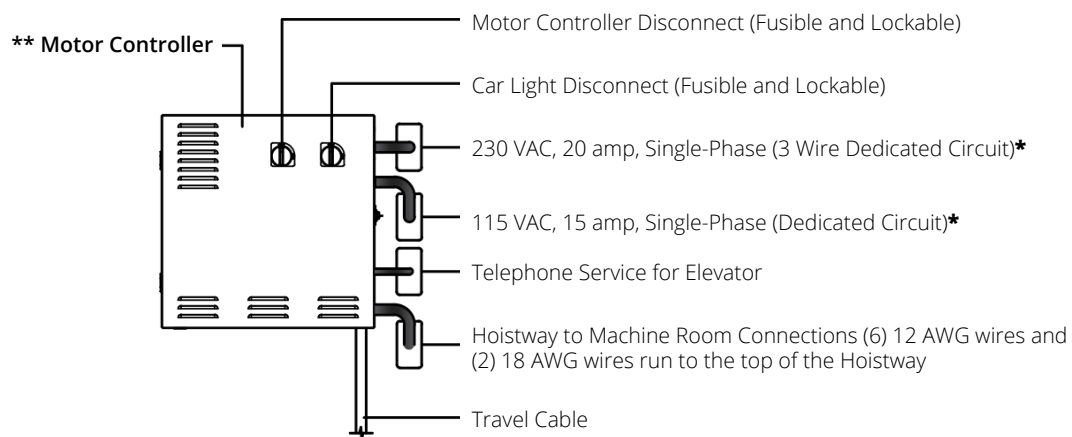 Motor Controller Disconnect (Fusible and Lockable)
** Motor Controller
Car Light Disconnect (Fusible and Lockable)
230 VAC, 20 amp, Single-Phase (3 Wire Dedicated Circuit)*
115 VAC, 15 amp, Single-Phase (Dedicated Circuit)*
Telephone Service for Elevator
Hoistway to Machine Room Connections (6) 12 AWG wires and
(2) 18 AWG wires run to the top of the Hoistway
Travel Cable